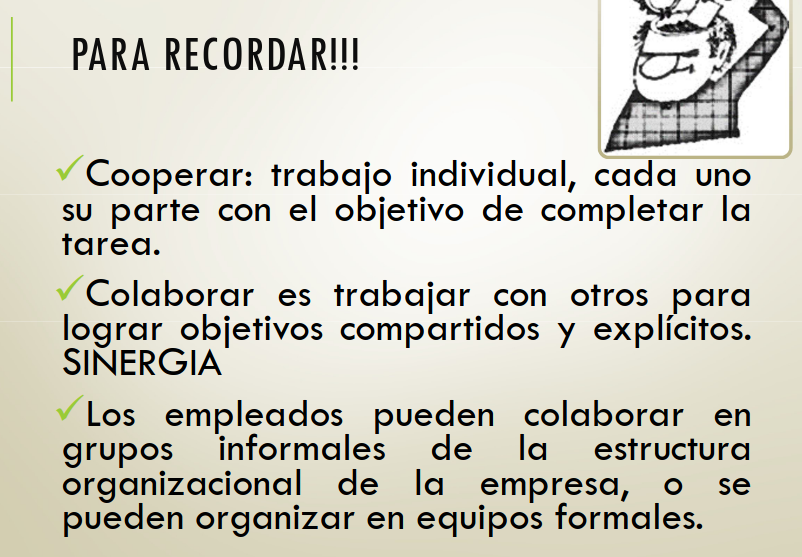 PARA RECORDAR!!!
✓Cooperar: trabajo individual, cada uno
su parte con el objetivo de completar la
tarea.
✓Colaborar es trabajar con otros para
lograr objetivos compartidos y explícitos.
SINERGIA
✓Los empleados pueden colaborar en
grupos informales de la estructura
organizacional de la empresa, o se
pueden organizar en equipos formales.